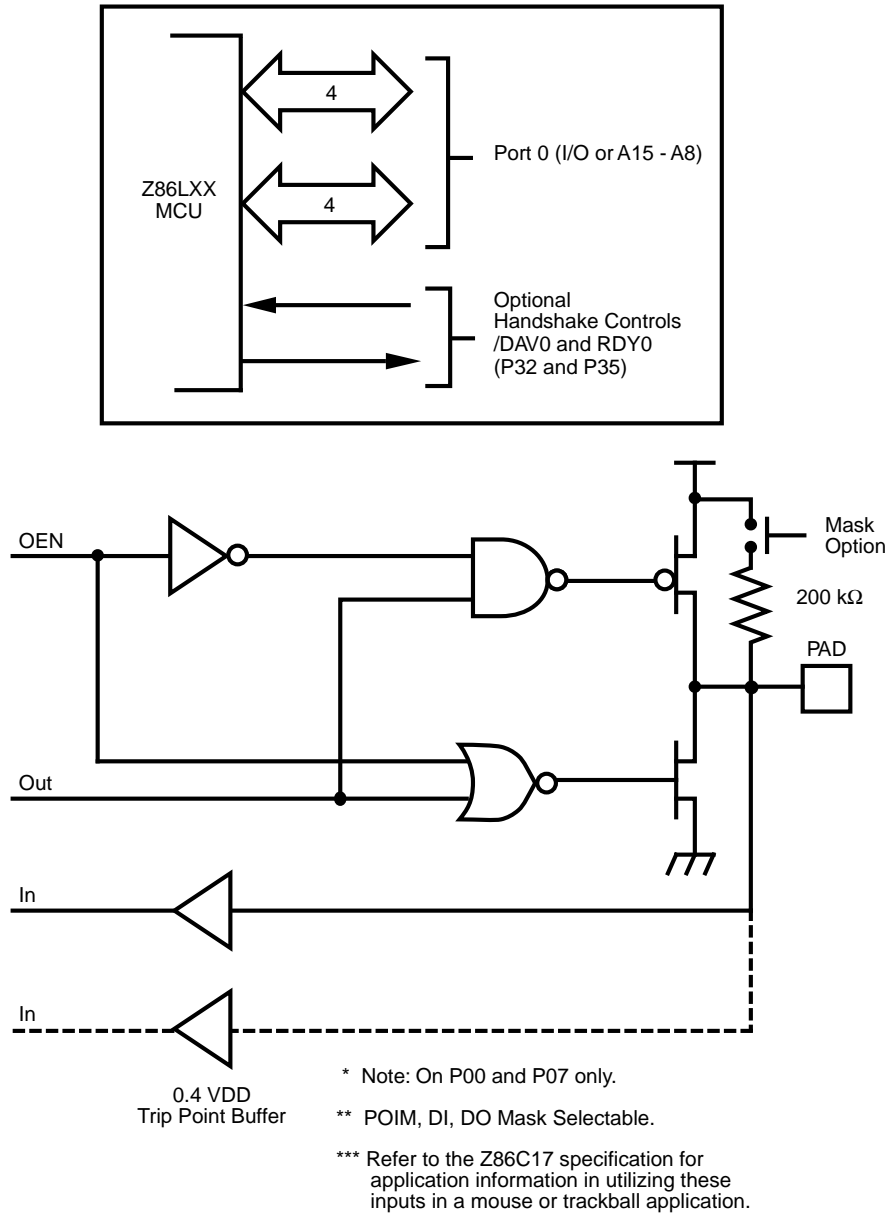 4
Port 0 (I/O or A15 - A8)
Z86LXX
MCU
4
Optional
Handshake Controls
/DAV0 and RDY0
(P32 and P35)
OEN
Mask
Option
200 kΩ
PAD
Out
In
In
0.4 VDD
Trip Point Buffer
* Note: On P00 and P07 only.
** POIM, DI, DO Mask Selectable.
*** Refer to the Z86C17 specification for
application information in utilizing these
inputs in a mouse or trackball application.